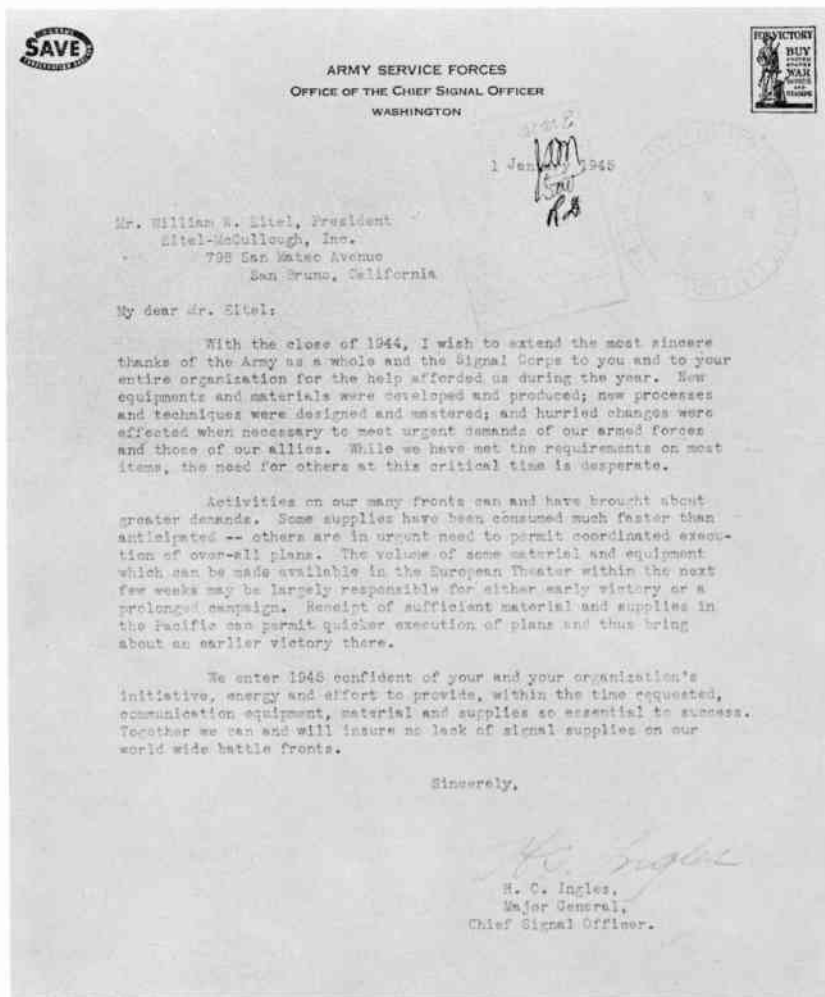 SAVE
FOR VICTORY
BUY
UNITED
STATES
WAR
BONDS
AND
STAMPS
ARMY SERVICE FORCES
OFFICE OF THE CHIEF SIGNAL OFFICER
WASHINGTON
1 January 1945
Mr. William W. Eitel, President
Eitel-McCullough, Inc.
798 San Mateo Avenue
San Bruno, California
My dear Mr. Eitel:
With the close of 1944, I wish to extend the most sincere
thanks of the Army as a whole and the Signal Corps to you and to your
entire organization for the help afforded us during the year. New
equipments and materials were developed and produced; new processes
and techniques were designed and mastered; and hurried changes were
effected when necessary to meet urgent demands of our armed forces
and those of our allies. While we have met the requirements on most
items, the need for others at this critical time is desperate.
Activities on our many fronts can and have brought about
greater demands. Some supplies have been consumed much faster than
anticipated -- others are in urgent need to permit coordinated execu-
tion of over-all plans. The volume of some material and equipment
which can be made available in the European Theater within the next
few weeks may be largely responsible for either early victory or a
prolonged campaign. Receipt of sufficient material and supplies in
the Pacific can permit quicker execution of plans and thus bring
about an earlier victory there.
We enter 1945 confident of your and your organization's
initiative, energy and effort to provide, within the time requested,
communication equipment, material and supplies so essential to success.
Together we can and will insure no lack of signal supplies on our
world wide battle fronts.
Sincerely,
H.C. Ingles
H. C. Ingles,
Major General,
Chief Signal Officer.